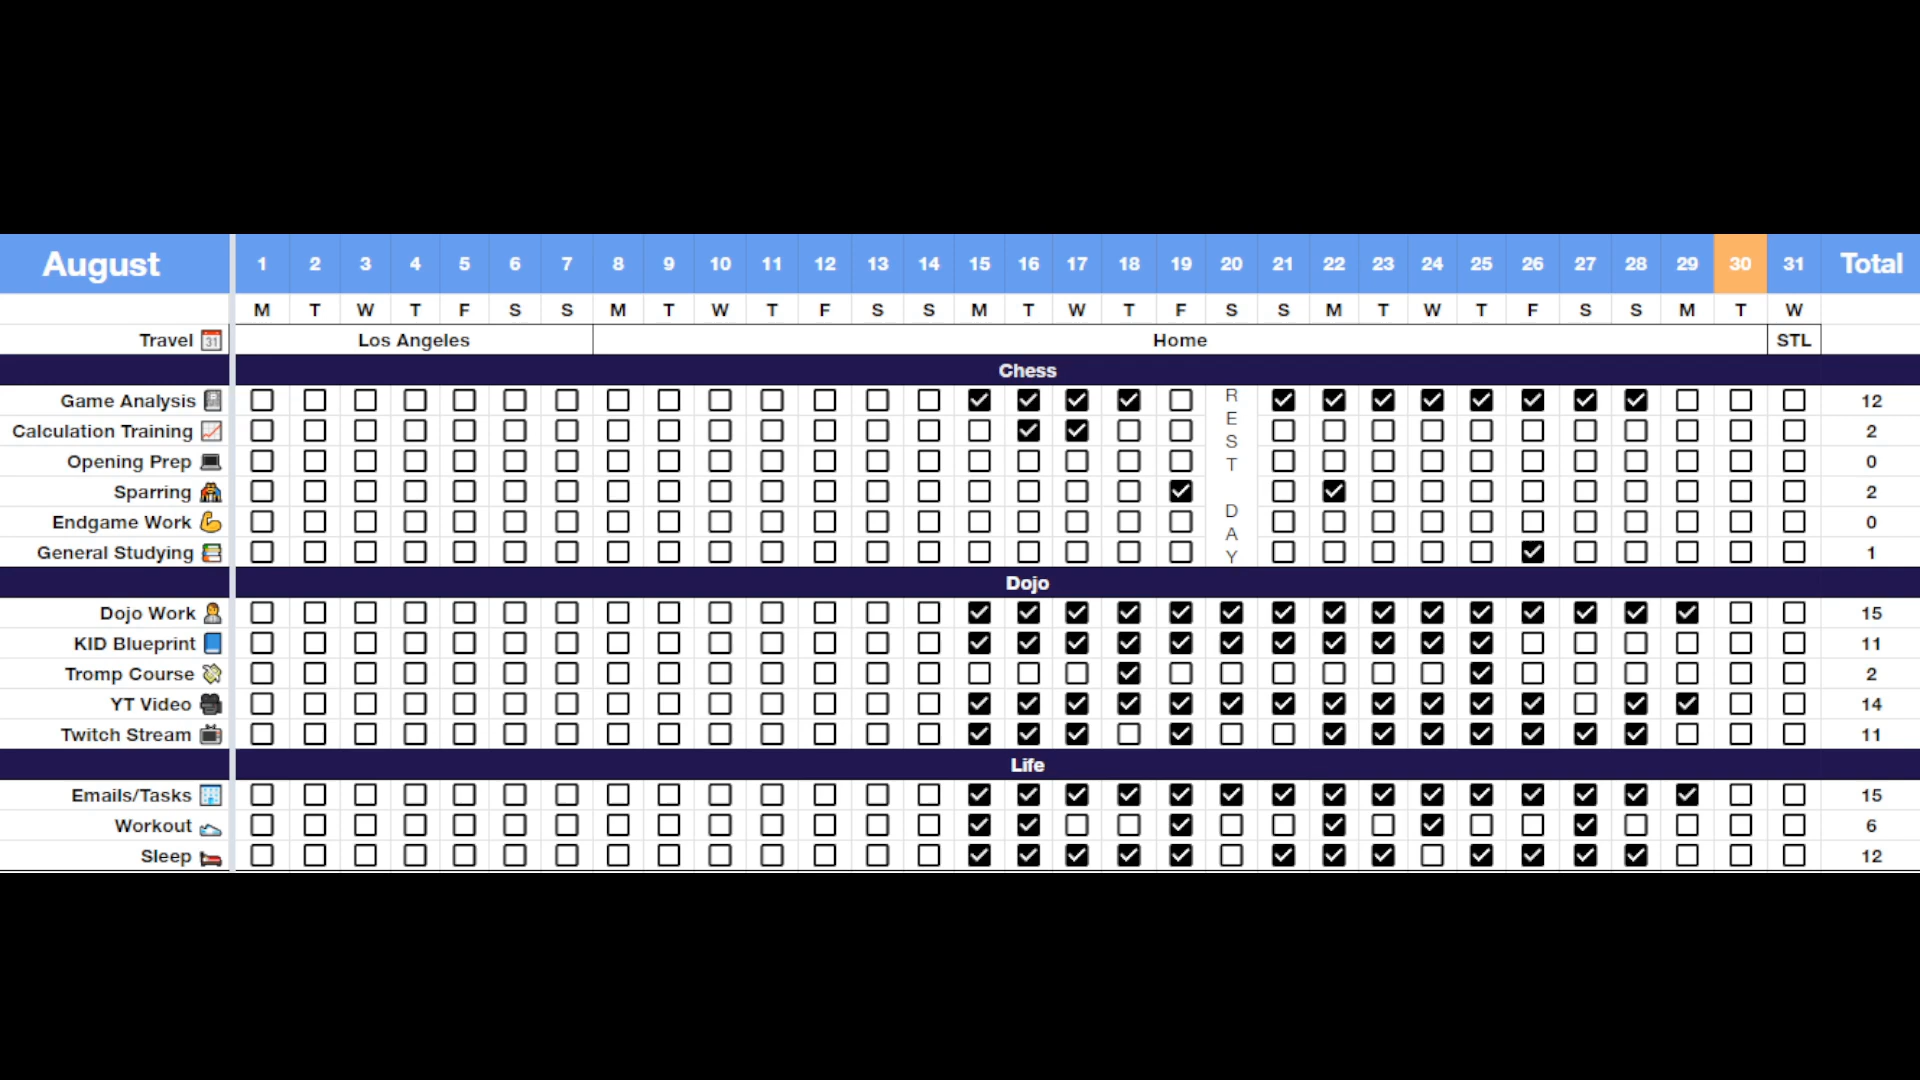 August 1 2 3 4 5 6 7 8 9 10 11 12 13 14 15 16 17 18 19 20 21 22 23 24 25 26 27 28 29 30 31 Total
M T W T F S S M T W T F S S M T W T F S S M T W T F S S M T W
Travel 31 Los Angeles Home STL
Chess
Game Analysis 12
Calculation Training 2
Opening Prep 0
Sparring 2
Endgame Work 0
General Studying 1
REST DAY
Dojo
Dojo Work 15
KID Blueprint 11
Tromp Course 2
YT Video 14
Twitch Stream 11
Life
Emails/Tasks 15
Workout 6
Sleep 12